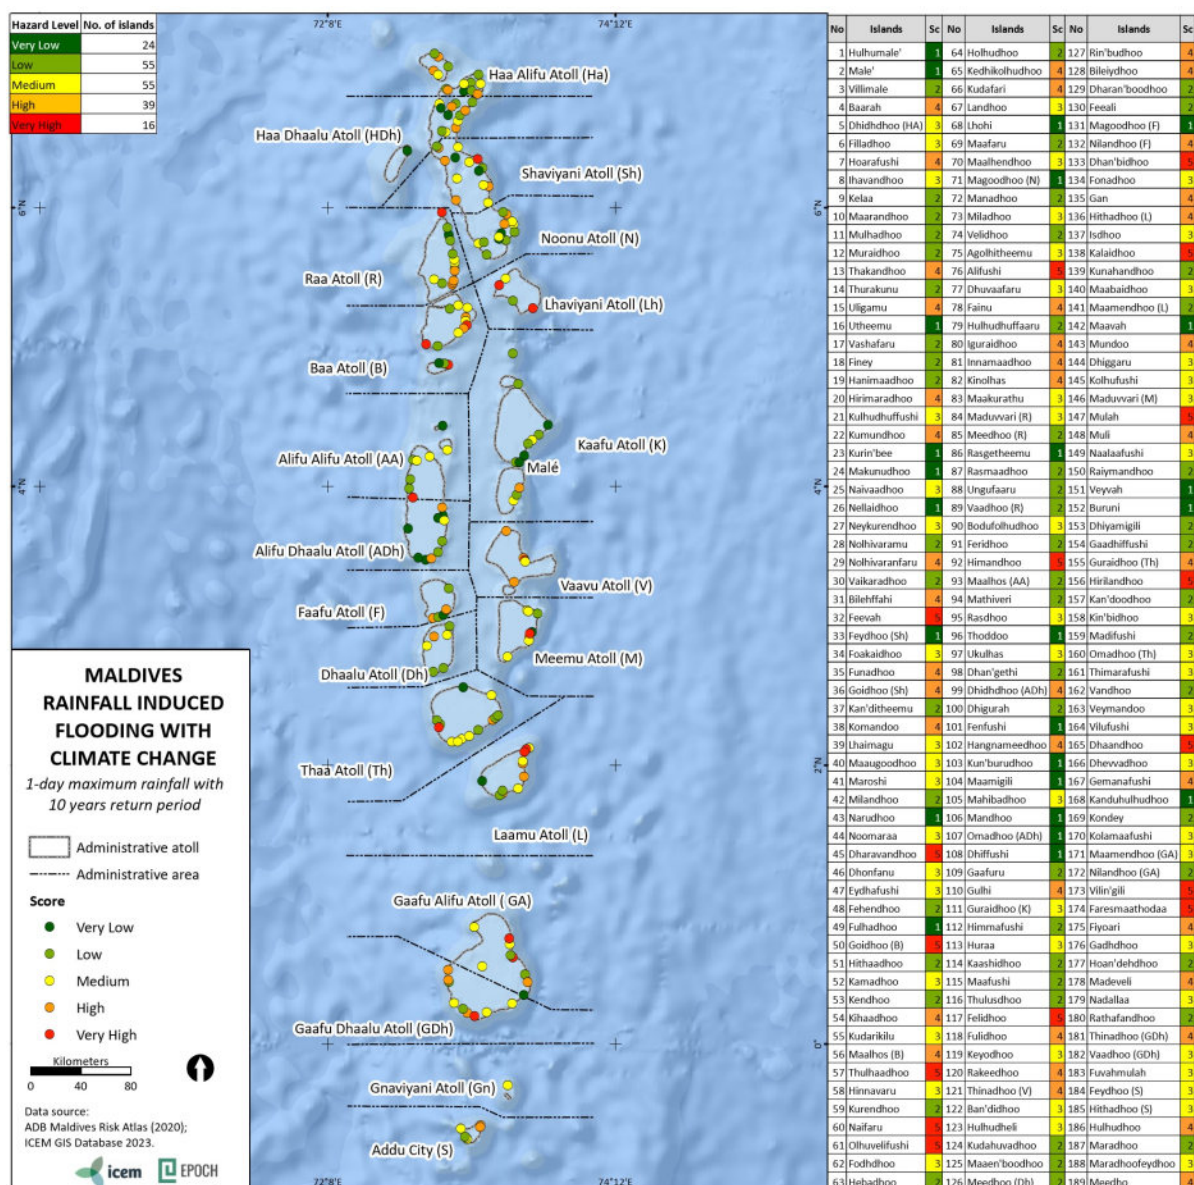 Hazard Level No. of islands
Very Low 24
Low 55
Medium 55
High 39
Very High 16
72°8'E 74°12'E
Haa Alifu Atoll (Ha)
Haa Dhaalu Atoll (HDh)
Shaviyani Atoll (Sh)
6°N 6°N
Noonu Atoll (N)
Raa Atoll (R)
Lhaviyani Atoll (Lh)
Baa Atoll (B)
Kaafu Atoll (K)
Alifu Alifu Atoll (AA)
Malé
4°N 4°N
Alifu Dhaalu Atoll (ADh)
Vaavu Atoll (V)
Faafu Atoll (F)
Meemu Atoll (M)
Dhaalu Atoll (Dh)
Thaa Atoll (Th)
2°N
Laamu Atoll (L)
Gaafu Alifu Atoll ( GA)
Gaafu Dhaalu Atoll (GDh)
0°
Gnaviyani Atoll (Gn)
Addu City (S)
72°8'E 74°12'E
MALDIVES
RAINFALL INDUCED
FLOODING WITH
CLIMATE CHANGE
1-day maximum rainfall with
10 years return period
Administrative atoll
Administrative area
Score
Very Low
Low
Medium
High
Very High
Kilometers
0 40 80
Data source:
ADB Maldives Risk Atlas (2020);
ICEM GIS Database 2023.
icem EPOCH
No Islands Sc No Islands Sc No Islands Sc
1 Hulhumale' 1 64 Holhudhoo 2 127 Rin'budhoo 4
2 Male' 1 65 Kedhikolhudhoo 4 128 Bileiydhoo 4
3 Villimale 2 66 Kudafari 4 129 Dharan'boodhoo 2
4 Baarah 4 67 Landhoo 3 130 Feeali 2
5 Dhidhdhoo (HA) 3 68 Lhohi 1 131 Magoodhoo (F) 1
6 Filladhoo 3 69 Maafaru 2 132 Nilandhoo (F) 4
7 Hoarafushi 4 70 Maalhendhoo 3 133 Dhan'bidhoo 5
8 Ihavandhoo 3 71 Magoodhoo (N) 1 134 Fonadhoo 3
9 Kelaa 2 72 Manadhoo 2 135 Gan 4
10 Maarandhoo 2 73 Miladhoo 3 136 Hithadhoo (L) 4
11 Mulhadhoo 2 74 Velidhoo 2 137 Isdhoo 3
12 Muraidhoo 2 75 Agolhitheemu 3 138 Kalaidhoo 5
13 Thakandhoo 4 76 Alifushi 5 139 Kunahandhoo 2
14 Thurakunu 2 77 Dhuvaafaru 3 140 Maabaidhoo 3
15 Uligamu 4 78 Fainu 4 141 Maamendhoo (L) 2
16 Utheemu 1 79 Hulhudhuffaaru 2 142 Maavah 1
17 Vashafaru 2 80 Iguraidhoo 4 143 Mundoo 4
18 Finey 2 81 Innamaadhoo 4 144 Dhiggaru 3
19 Hanimaadhoo 2 82 Kinolhas 4 145 Kolhufushi 3
20 Hirimaradhoo 4 83 Maakurathu 3 146 Maduvvari (M) 3
21 Kulhudhuffushi 3 84 Maduvvari (R) 3 147 Mulah 5
22 Kumundhoo 4 85 Meedhoo (R) 2 148 Muli 4
23 Kurin'bee 1 86 Rasgetheemu 1 149 Naalaafushi 3
24 Makunudhoo 1 87 Rasmaadhoo 2 150 Raiymandhoo 2
25 Naivaadhoo 3 88 Ungufaaru 2 151 Veyvah 1
26 Nellaidhoo 1 89 Vaadhoo (R) 2 152 Buruni 1
27 Neykurendhoo 3 90 Bodufolhudhoo 3 153 Dhiyamigili 2
28 Nolhivaramu 2 91 Feridhoo 2 154 Gaadhiffushi 2
29 Nolhivaranfaru 4 92 Himandhoo 5 155 Guraidhoo (Th) 4
30 Vaikaradhoo 2 93 Maalhos (AA) 2 156 Hirilandhoo 5
31 Bilehffahi 4 94 Mathiveri 2 157 Kan'doodhoo 2
32 Feevah 5 95 Rasdhoo 3 158 Kin'bidhoo 3
33 Feydhoo (Sh) 1 96 Thoddoo 1 159 Madifushi 2
34 Foakaidhoo 3 97 Ukulhas 3 160 Omadhoo (Th) 3
35 Funadhoo 4 98 Dhan'gethi 2 161 Thimarafushi 3
36 Goidhoo (Sh) 4 99 Dhidhdhoo (ADh) 4 162 Vandhoo 2
37 Kan'ditheemu 2 100 Dhigurah 2 163 Veymandoo 3
38 Komandoo 4 101 Fenfushi 1 164 Vilufushi 3
39 Lhaimagu 3 102 Hangnameedhoo 4 165 Dhaandhoo 5
40 Maaugoodhoo 3 103 Kun'burudhoo 1 166 Dhevvadhoo 3
41 Maroshi 3 104 Maamigili 1 167 Gemanafushi 4
42 Milandhoo 2 105 Mahibadhoo 3 168 Kanduhulhudhoo 1
43 Narudhoo 1 106 Mandhoo 1 169 Kondey 2
44 Noomaraa 3 107 Omadhoo (ADh) 1 170 Kolamaafushi 3
45 Dharavandhoo 5 108 Dhiffushi 1 171 Maamendhoo (GA) 3
46 Dhonfanu 3 109 Gaafuru 2 172 Nilandhoo (GA) 2
47 Eydhafushi 3 110 Gulhi 4 173 Vilin'gili 5
48 Fehendhoo 2 111 Guraidhoo (K) 3 174 Faresmaathodaa 5
49 Fulhadhoo 1 112 Himmafushi 2 175 Fiyoari 4
50 Goidhoo (B) 5 113 Huraa 3 176 Gadhdhoo 3
51 Hithaadhoo 2 114 Kaashidhoo 2 177 Hoan'dehdhoo 2
52 Kamadhoo 3 115 Maafushi 2 178 Madeveli 4
53 Kendhoo 2 116 Thulusdhoo 2 179 Nadallaa 3
54 Kihaadhoo 4 117 Felidhoo 5 180 Rathafandhoo 2
55 Kudarikilu 3 118 Fulidhoo 4 181 Thinadhoo (GDh) 4
56 Maalhos (B) 4 119 Keyodhoo 3 182 Vaadhoo (GDh) 3
57 Thulhaadhoo 5 120 Rakeedhoo 4 183 Fuvahmulah 3
58 Hinnavaru 3 121 Thinadhoo (V) 4 184 Feydhoo (S) 3
59 Kurendhoo 2 122 Ban'didhoo 3 185 Hithadhoo (S) 3
60 Naifaru 5 123 Hulhudheli 3 186 Hulhudhoo 4
61 Olhuvelifushi 5 124 Kudahuvadhoo 2 187 Maradhoo 2
62 Fodhdhoo 3 125 Maaen'boodhoo 2 188 Maradhoofeydhoo 3
63 Hebadhoo 2 126 Meedhoo (Dh) 2 189 Meedho 4